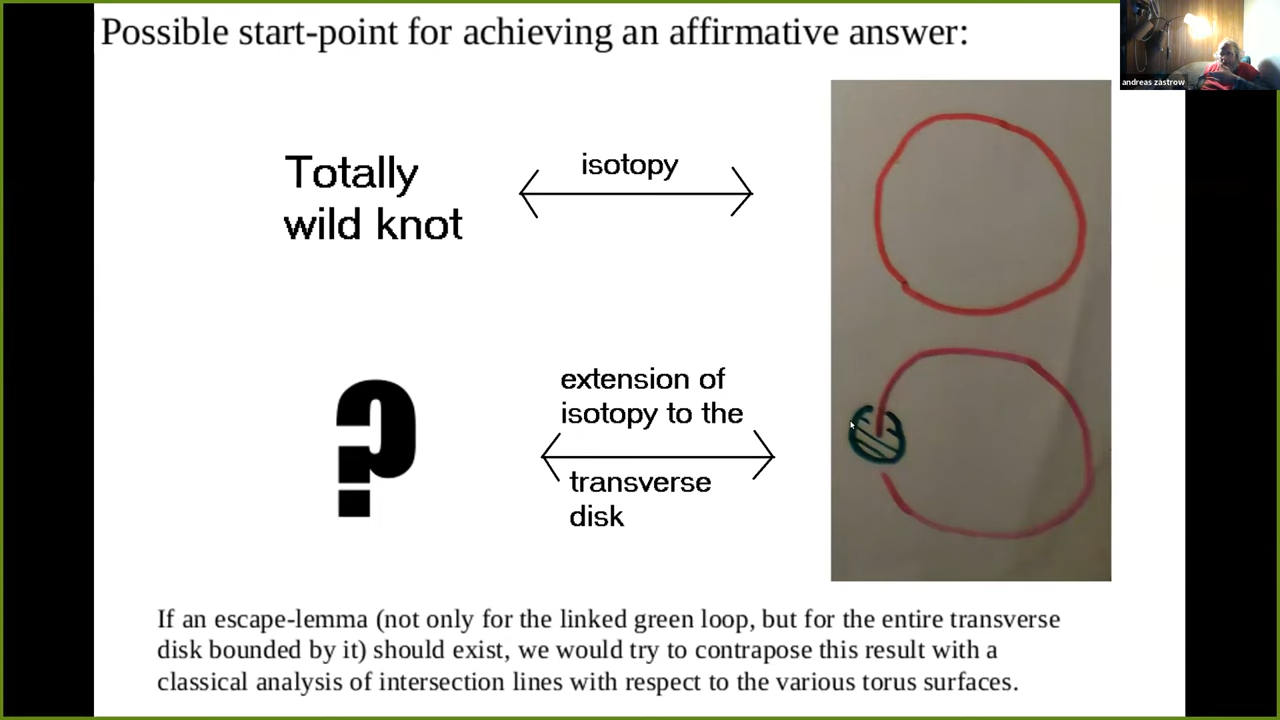 Possible start-point for achieving an affirmative answer:
andreas zastrow
Totally
wild knot
isotopy
?
extension of
isotopy to the
transverse
disk
If an escape-lemma (not only for the linked green loop, but for the entire transverse
disk bounded by it) should exist, we would try to contrapose this result with a
classical analysis of intersection lines with respect to the various torus surfaces.